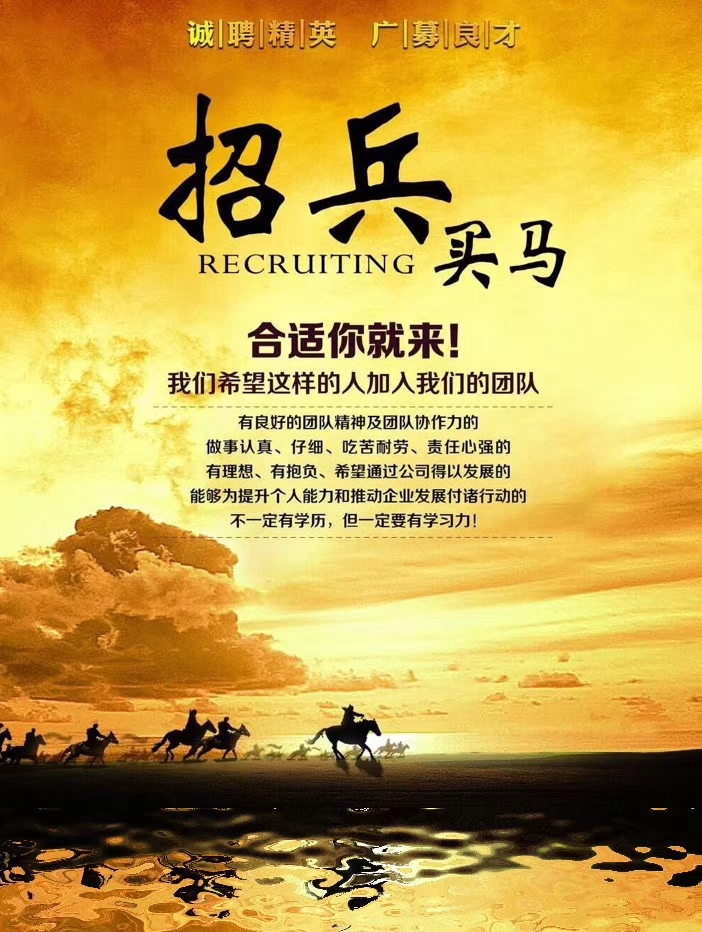 诚|聘|精|英 广|募|良|才
招兵
买马
RECRUITING
合适你就来!
我们希望这样的人加入我们的团队
有良好的团队精神及团队协作力的
做事认真、仔细、吃苦耐劳、责任心强的
有理想、有抱负、希望通过公司得以发展的
能够为提升个人能力和推动企业发展付诸行动的
不一定有学历，但一定要有学习力!